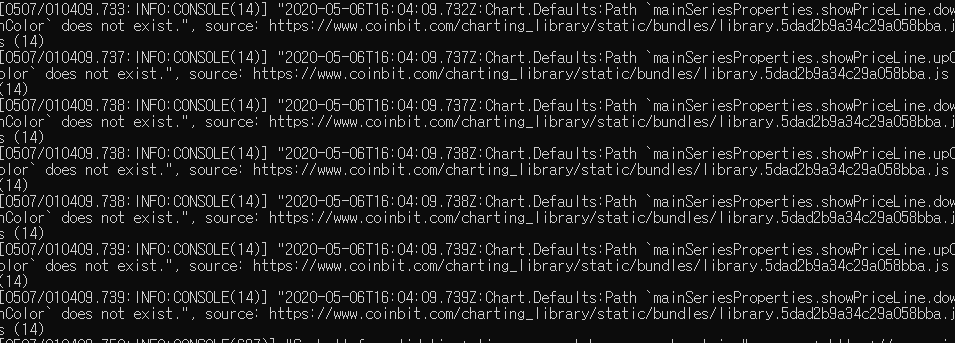 [0507/010409.733:INFO:CONSOLE(14)] "2020-05-06T16:04:09.732Z:Chart.Defaults:Path `mainSeriesProperties.showPriceLine.dow
nColor` does not exist.", source: https://www.coinbit.com/charting_library/static/bundles/library.5dad2b9a34c29a058bba.j
s (14)
[0507/010409.737:INFO:CONSOLE(14)] "2020-05-06T16:04:09.737Z:Chart.Defaults:Path `mainSeriesProperties.showPriceLine.upC
olor` does not exist.", source: https://www.coinbit.com/charting_library/static/bundles/library.5dad2b9a34c29a058bba.js
(14)
[0507/010409.738:INFO:CONSOLE(14)] "2020-05-06T16:04:09.737Z:Chart.Defaults:Path `mainSeriesProperties.showPriceLine.dow
nColor` does not exist.", source: https://www.coinbit.com/charting_library/static/bundles/library.5dad2b9a34c29a058bba.j
s (14)
[0507/010409.738:INFO:CONSOLE(14)] "2020-05-06T16:04:09.738Z:Chart.Defaults:Path `mainSeriesProperties.showPriceLine.upC
olor` does not exist.", source: https://www.coinbit.com/charting_library/static/bundles/library.5dad2b9a34c29a058bba.js
(14)
[0507/010409.738:INFO:CONSOLE(14)] "2020-05-06T16:04:09.738Z:Chart.Defaults:Path `mainSeriesProperties.showPriceLine.dow
nColor` does not exist.", source: https://www.coinbit.com/charting_library/static/bundles/library.5dad2b9a34c29a058bba.j
s (14)
[0507/010409.739:INFO:CONSOLE(14)] "2020-05-06T16:04:09.739Z:Chart.Defaults:Path `mainSeriesProperties.showPriceLine.upC
olor` does not exist.", source: https://www.coinbit.com/charting_library/static/bundles/library.5dad2b9a34c29a058bba.js
(14)
[0507/010409.739:INFO:CONSOLE(14)] "2020-05-06T16:04:09.739Z:Chart.Defaults:Path `mainSeriesProperties.showPriceLine.dow
nColor` does not exist.", source: https://www.coinbit.com/charting_library/static/bundles/library.5dad2b9a34c29a058bba.j
s (14)